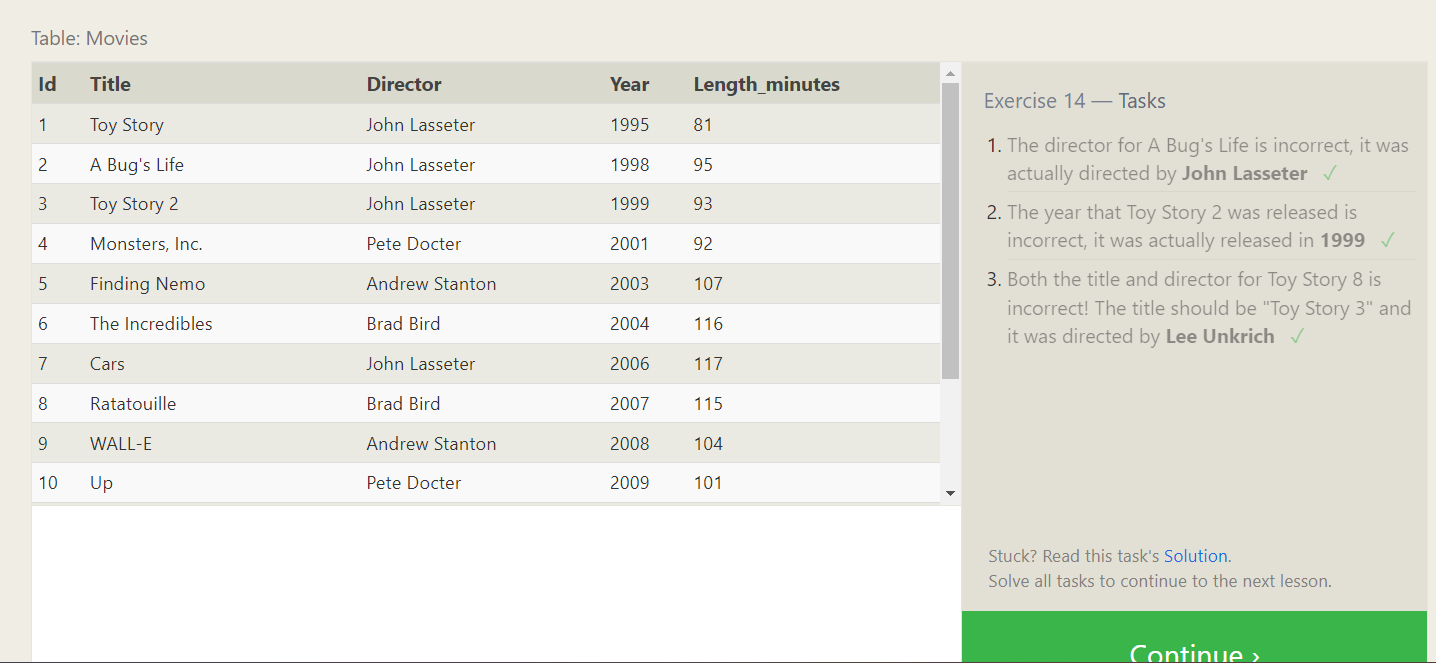 Table: Movies
Id Title Director Year Length_minutes
1 Toy Story John Lasseter 1995 81
2 A Bug's Life John Lasseter 1998 95
3 Toy Story 2 John Lasseter 1999 93
4 Monsters, Inc. Pete Docter 2001 92
5 Finding Nemo Andrew Stanton 2003 107
6 The Incredibles Brad Bird 2004 116
7 Cars John Lasseter 2006 117
8 Ratatouille Brad Bird 2007 115
9 WALL-E Andrew Stanton 2008 104
10 Up Pete Docter 2009 101
Exercise 14 — Tasks
1. The director for A Bug's Life is incorrect, it was
actually directed by John Lasseter ✓
2. The year that Toy Story 2 was released is
incorrect, it was actually released in 1999 ✓
3. Both the title and director for Toy Story 8 is
incorrect! The title should be "Toy Story 3" and
it was directed by Lee Unkrich ✓
Stuck? Read this task's Solution.
Solve all tasks to continue to the next lesson.
Continue ›